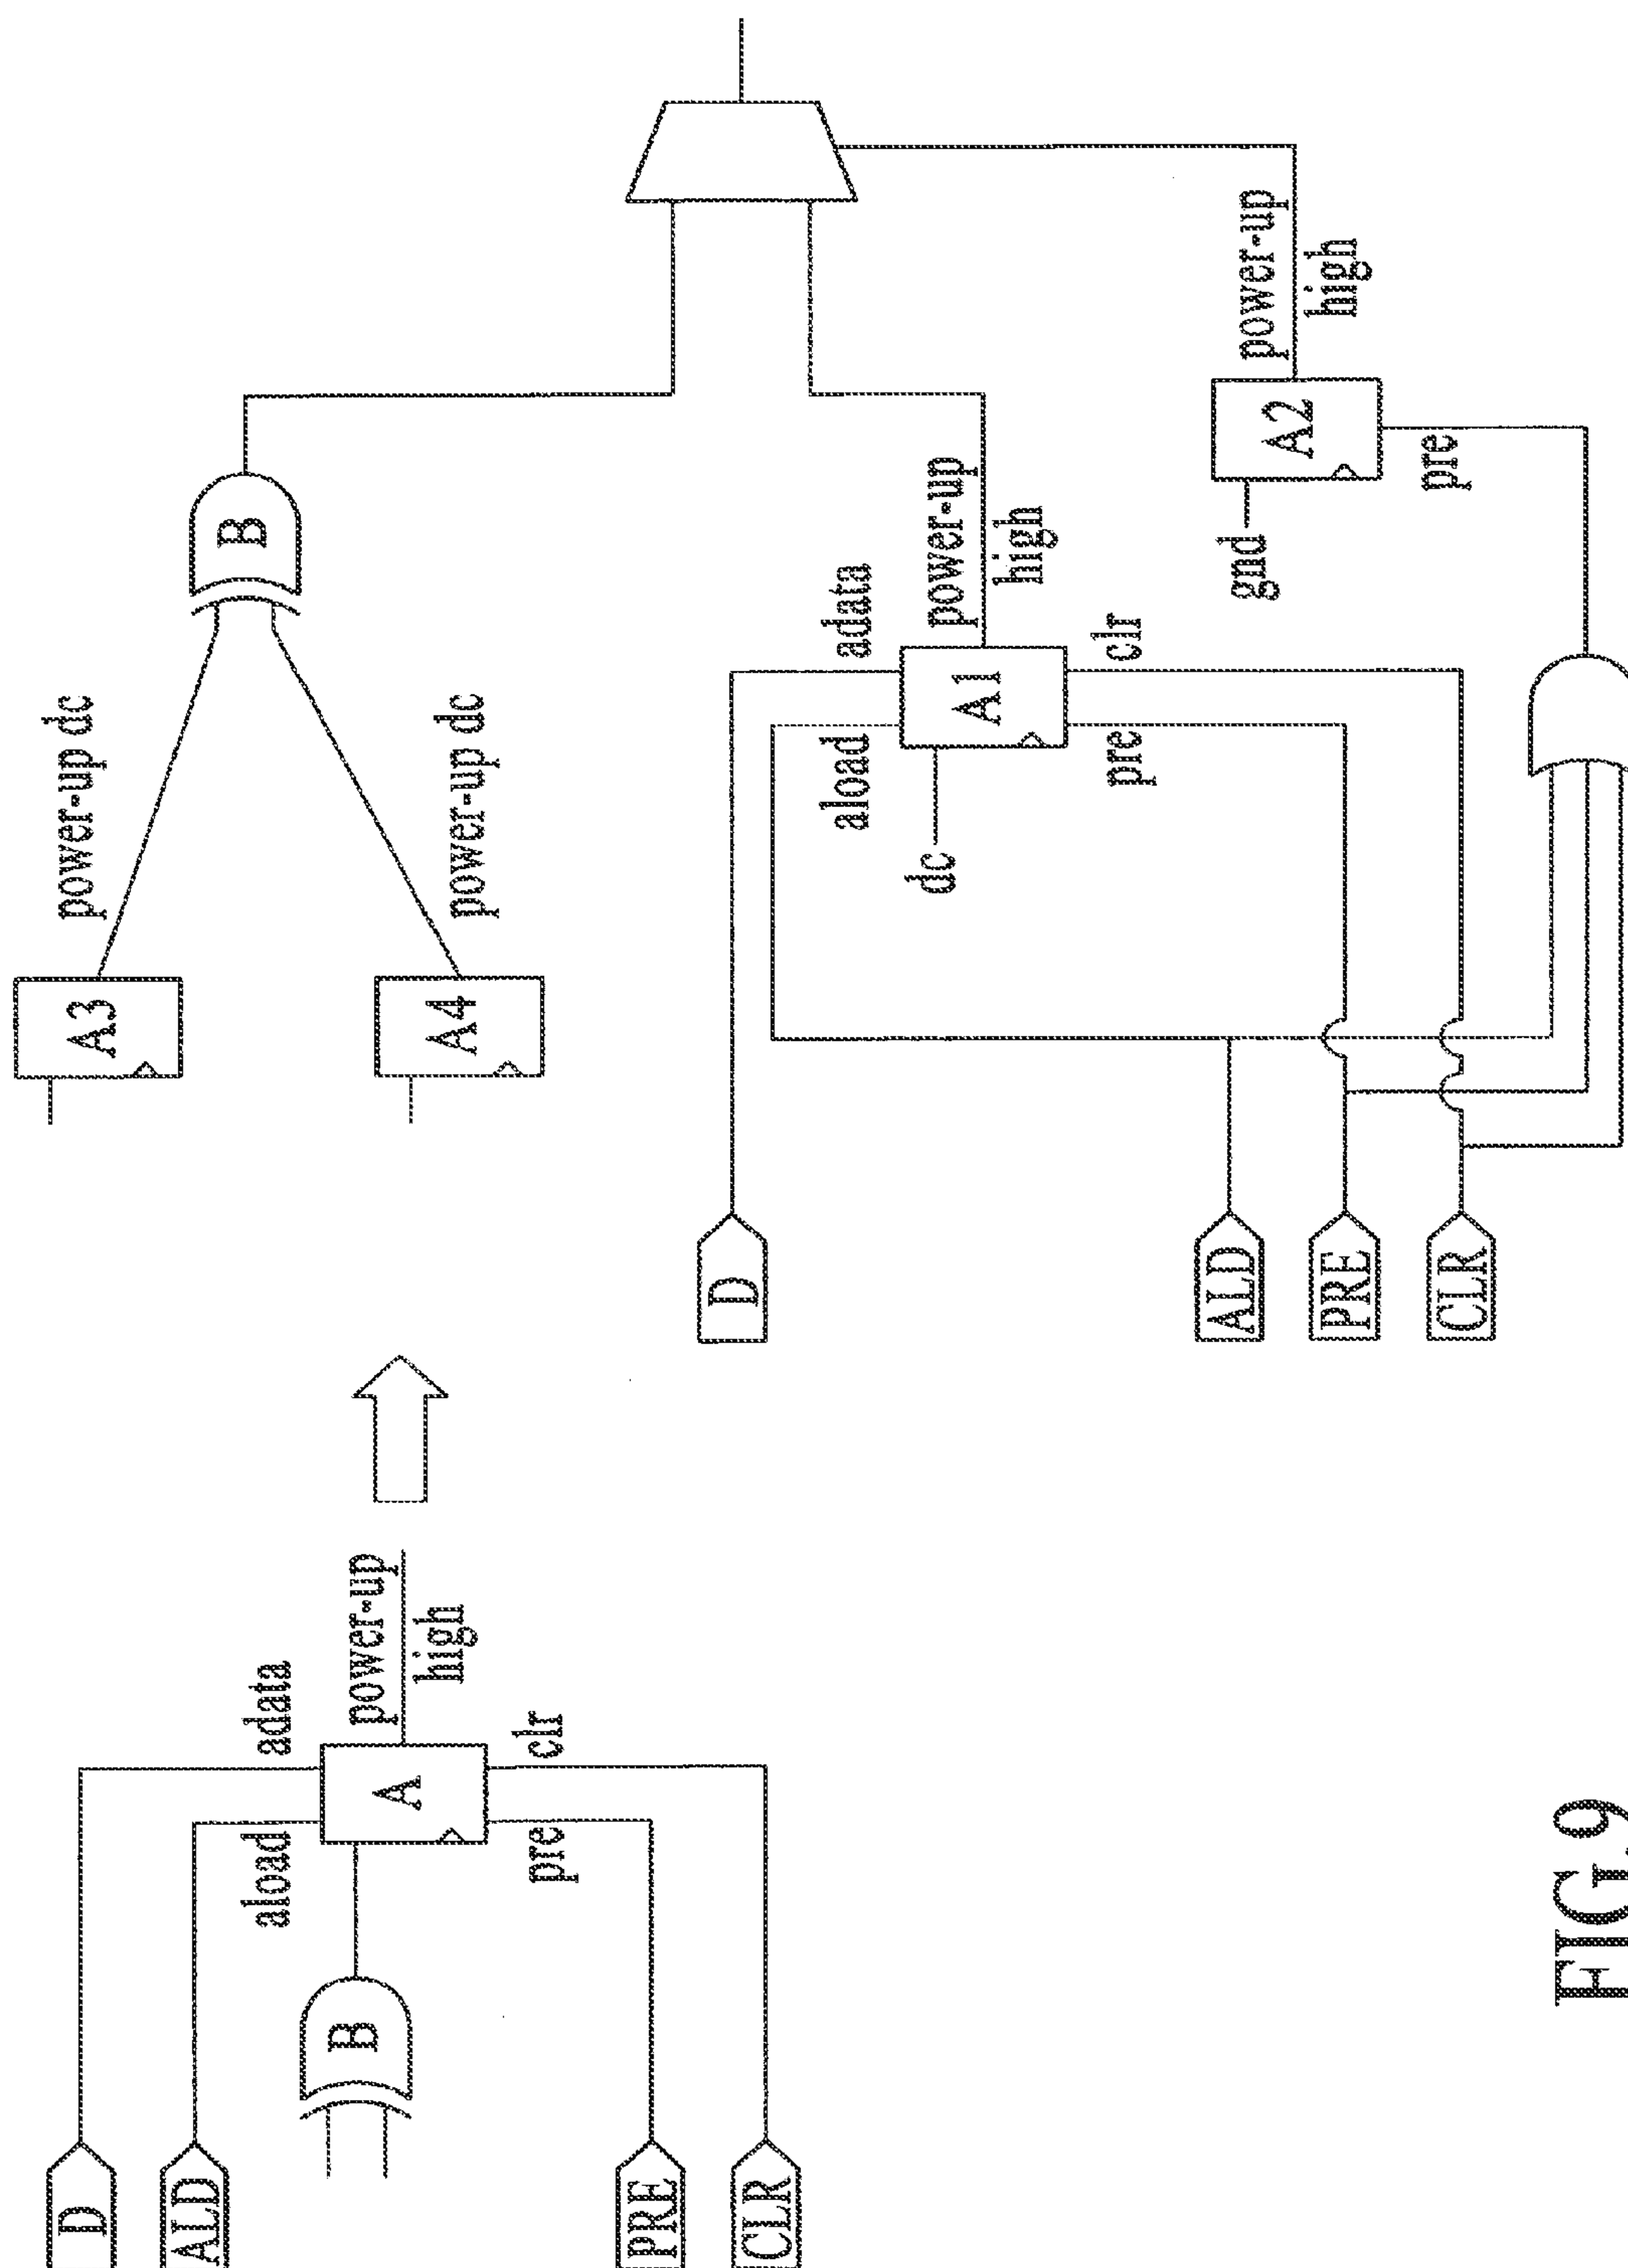 D
ALD
aload
adata
B
A
power-up
high
pre
clr
PRE
CLR
A3
power-up dc
A4
power-up dc
B
D
aload
adata
dc
A1
power-up
high
pre
clr
ALD
PRE
CLR
gnd
A2
power-up
high
pre
FIG.9